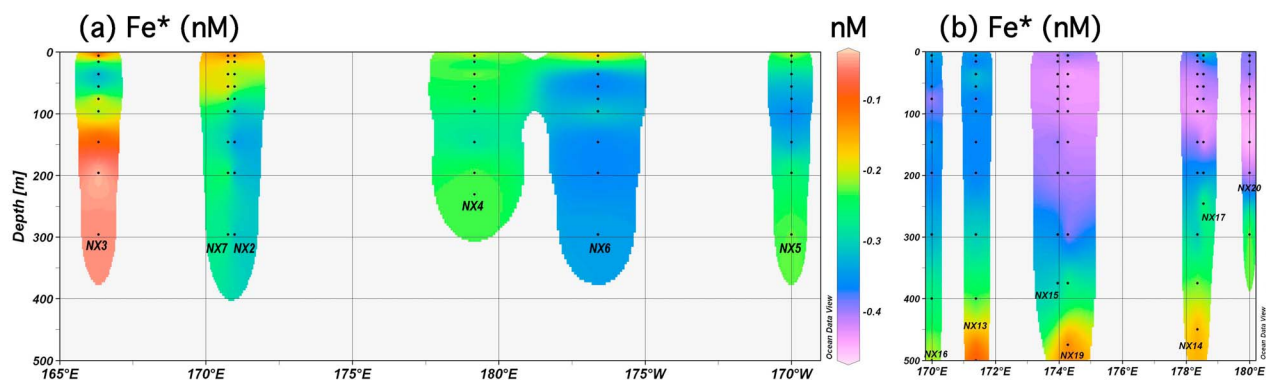 (a) Fe* (nM)
nM
(b) Fe* (nM)
0
100
200
300
400
500
Depth [m]
NX3
NX7
NX2
NX4
NX6
NX5
165°E
170°E
175°E
180°E
175°W
170°W
-0.1
-0.2
-0.3
-0.4
Ocean Data View
0
100
200
300
400
500
NX20
NX17
NX15
NX13
NX14
NX16
NX19
170°E
172°E
174°E
176°E
178°E
180°E
Ocean Data View